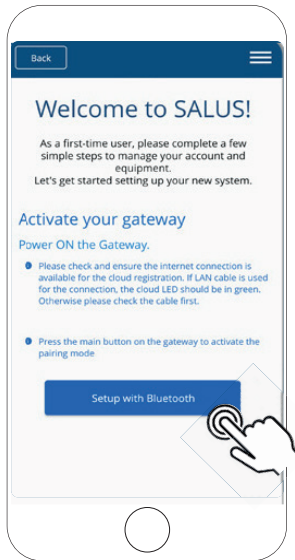 Back
Welcome to SALUS!
As a first-time user, please complete a few
simple steps to manage your account and
equipment.
Let's get started setting up your new system.
Activate your gateway
Power ON the Gateway.
Please check and ensure the internet connection is
available for the cloud registration. If LAN cable is used
for the connection, the cloud LED should be in green.
Otherwise please check the cable first.
Press the main button on the gateway to activate the
pairing mode
Setup with Bluetooth